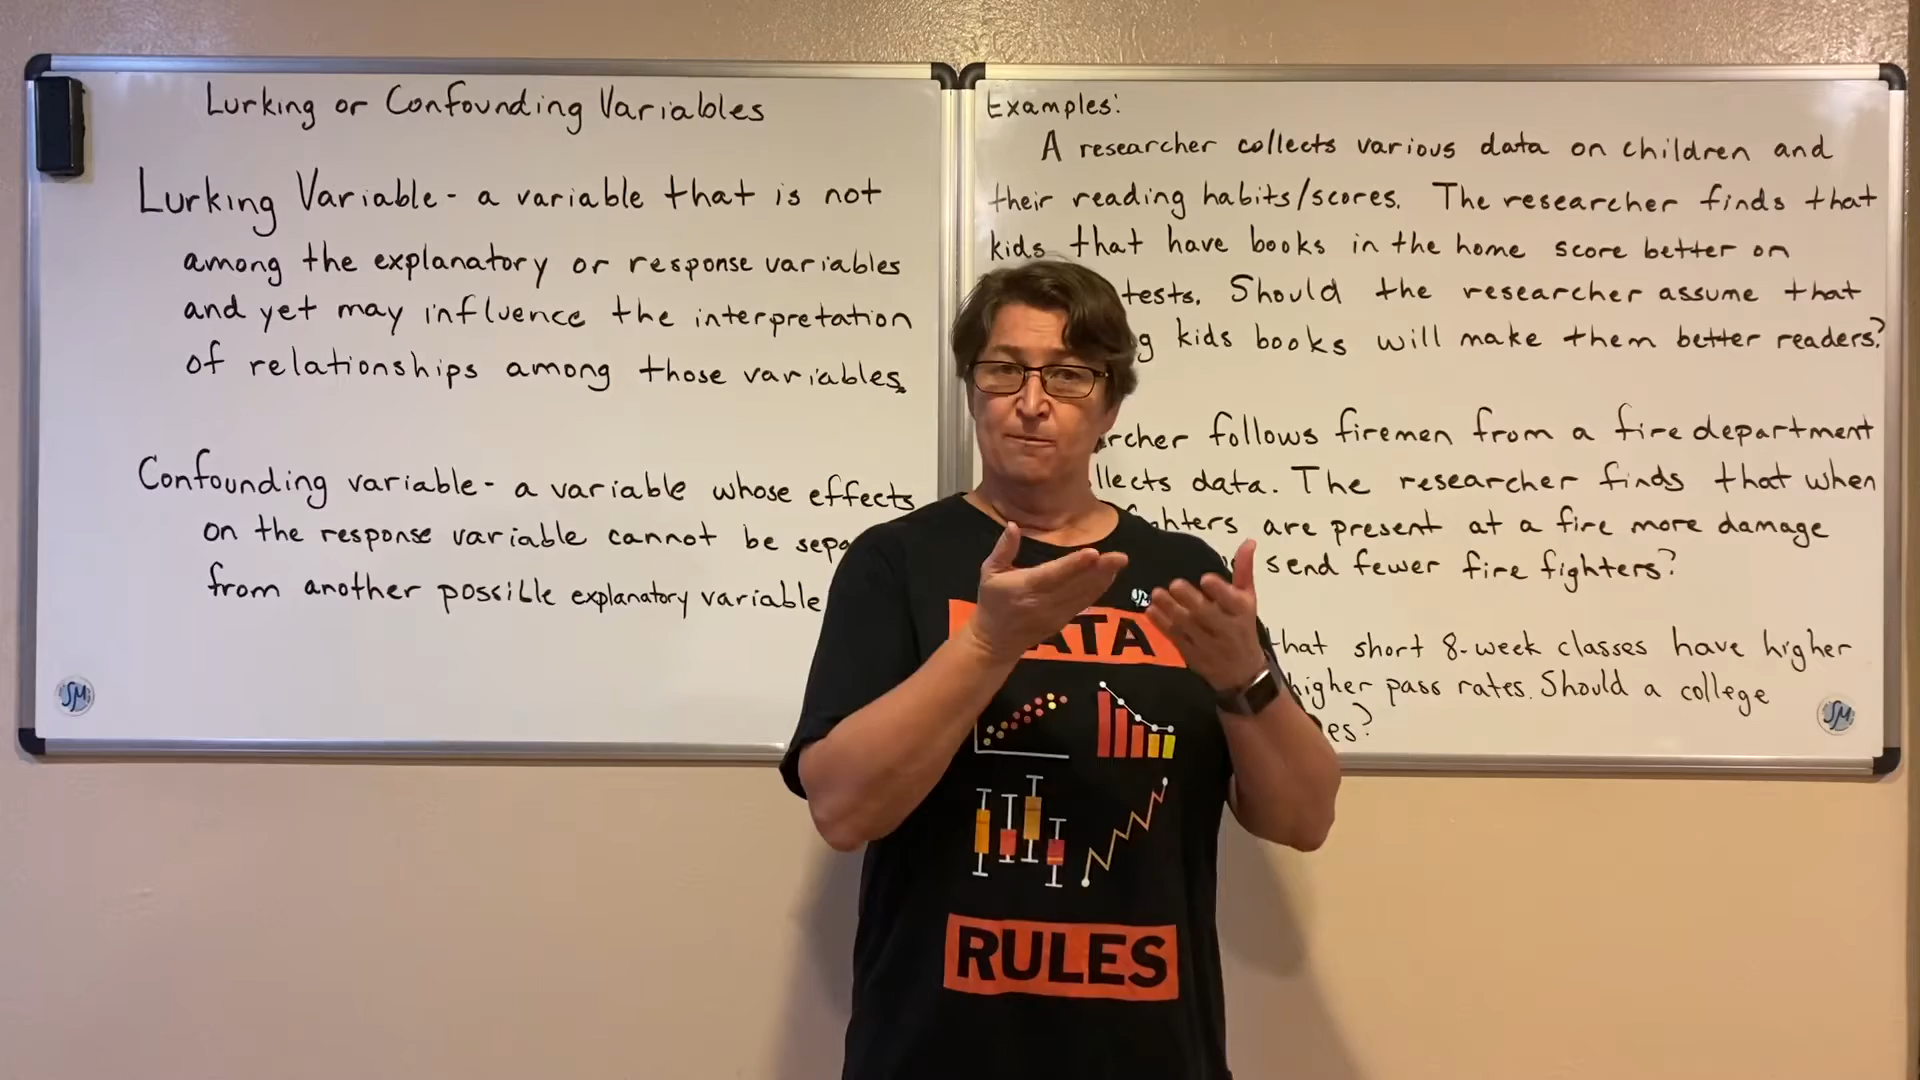 Lurking or Confounding Variables
Lurking Variable - a variable that is not
among the explanatory or response variables
and yet may influence the interpretation
of relationships among those variables.
Confounding variable - a variable whose effects
on the response variable cannot be
from another possible explanatory variable
Examples:
A researcher collects various data on children and
their reading habits/scores. The researcher finds that
kids that have books in the home score better on
tests. Should the researcher assume that
kids books will make them better readers?
follows firemen from a fire department
data. The researcher finds that when
are present at a fire more damage
send fewer fire fighters?
that short 8-week classes have higher
higher pass rates. Should a college
SM
SM
RULES